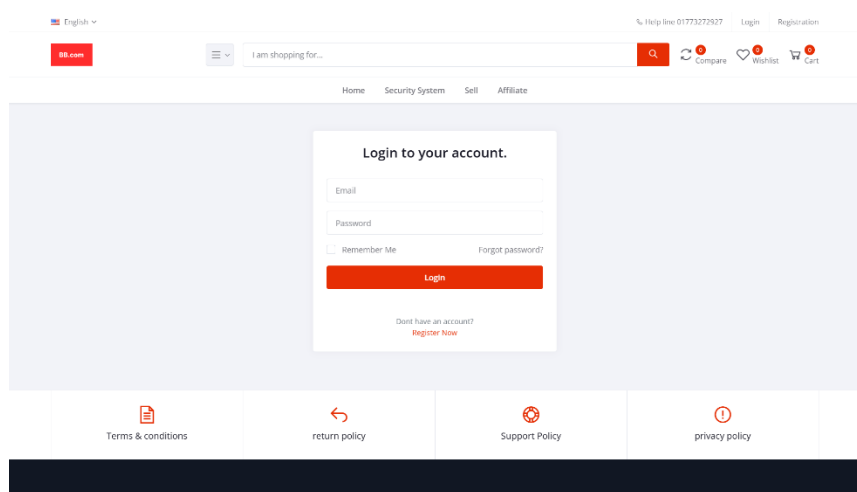 English
Help line 01773272927
Login
Registration
BB.com
I am shopping for...
0
Compare
0
Wishlist
0
Cart
Home
Security System
Sell
Affiliate
Login to your account.
Email
Password
Remember Me
Forgot password?
Login
Dont have an account?
Register Now
Terms & conditions
return policy
Support Policy
privacy policy